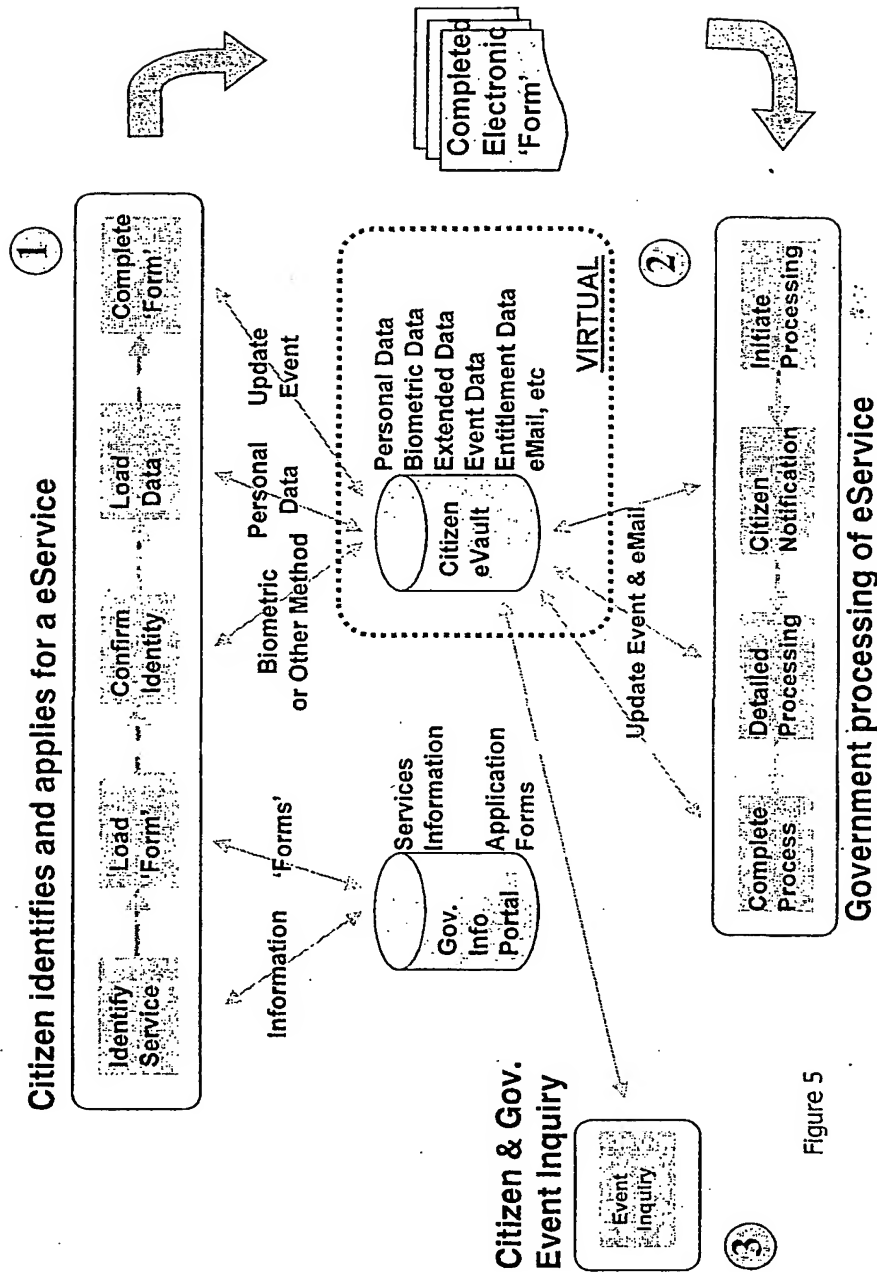 Citizen identifies and applies for a eService
1
Identify
Service
Load
'Form'
Confirm
Identity
Load
Data
Complete
'Form'
Information
'Forms'
Biometric
or Other Method
Personal
Data
Update
Event
Gov.
Info
Portal
Services
Information
Application
Forms
Citizen
eVault
Personal Data
Biometric Data
Extended Data
Event Data
Entitlement Data
eMail, etc
VIRTUAL
Completed
Electronic
'Form'
Citizen & Gov.
Event Inquiry
Event
Inquiry
3
Update Event & eMail
2
Complete
Process
Detailed
Processing
Citizen
Notification
Initiate
Processing
Government processing of eService
Figure 5